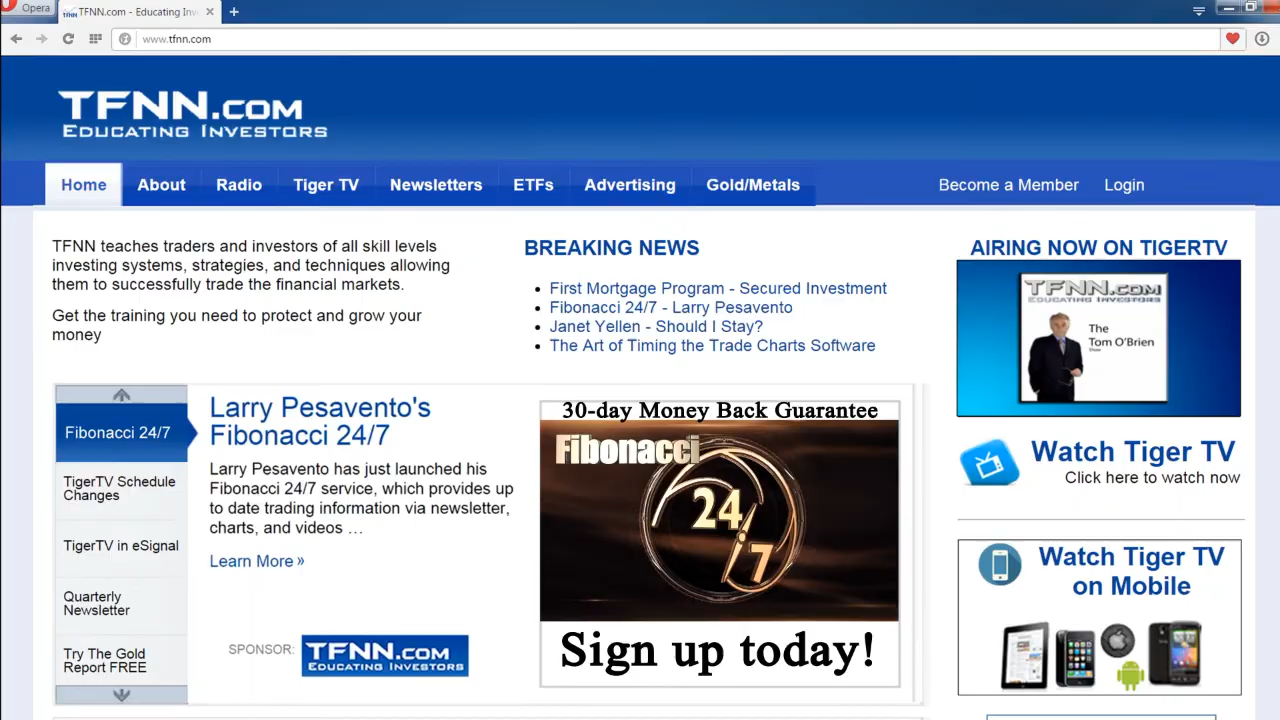 Opera
TFNN.com - Educating Inv
www.tfnn.com
TFNN.COM
EDUCATING INVESTORS
Home
About
Radio
Tiger TV
Newsletters
ETFs
Advertising
Gold/Metals
Become a Member
Login
TFNN teaches traders and investors of all skill levels
investing systems, strategies, and techniques allowing
them to successfully trade the financial markets.
Get the training you need to protect and grow your
money
BREAKING NEWS
First Mortgage Program - Secured Investment
Fibonacci 24/7 - Larry Pesavento
Janet Yellen - Should I Stay?
The Art of Timing the Trade Charts Software
AIRING NOW ON TIGERTV
TFNN.COM
EDUCATING INVESTORS
The
Tom O'Brien
Show
Watch Tiger TV
Click here to watch now
Watch Tiger TV
on Mobile
Fibonacci 24/7
TigerTV Schedule
Changes
TigerTV in eSignal
Quarterly
Newsletter
Try The Gold
Report FREE
Larry Pesavento's
Fibonacci 24/7
Larry Pesavento has just launched his
Fibonacci 24/7 service, which provides up
to date trading information via newsletter,
charts, and videos …
Learn More »
SPONSOR:
TFNN.COM
EDUCATING INVESTORS
30-day Money Back Guarantee
Fibonacci
24
7
Sign up today!